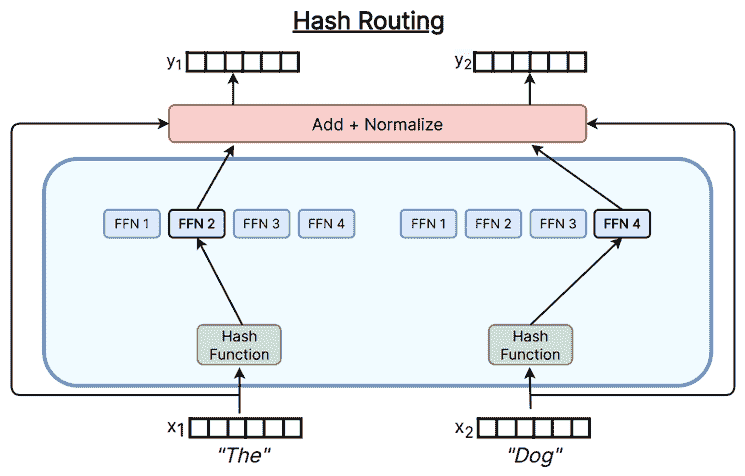 Hash Routing
y1 y2
Add + Normalize
FFN 1 FFN 2 FFN 3 FFN 4 FFN 1 FFN 2 FFN 3 FFN 4
Hash Function Hash Function
x1 x2
"The" "Dog"